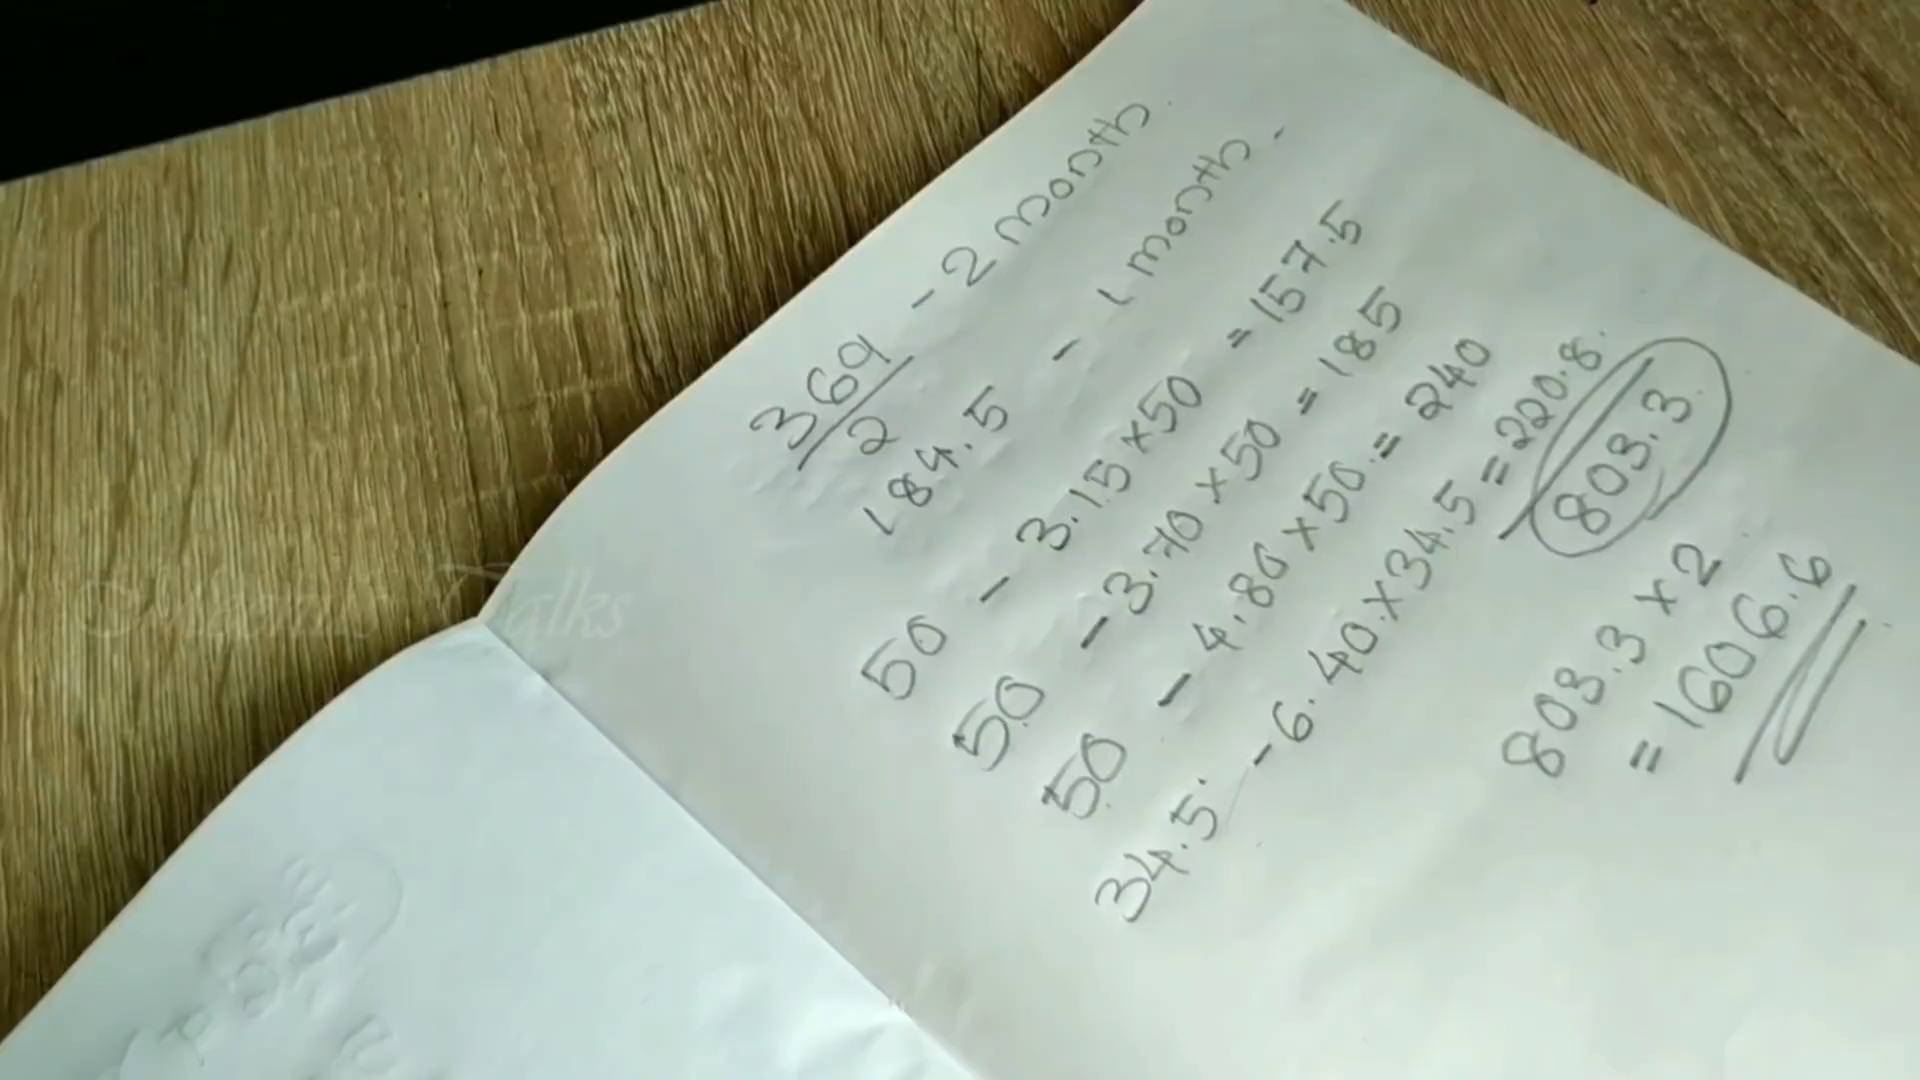 369 - 2 month.
2
184.5 - 1 month.
50 - 3.15 x 50 = 157.5
50 - 3.70 x 50 = 185
50 - 4.80 x 50 = 240
34.5 - 6.40 x 34.5 = 220.8.
803.3
803.3 x 2
= 1606.6
Talks